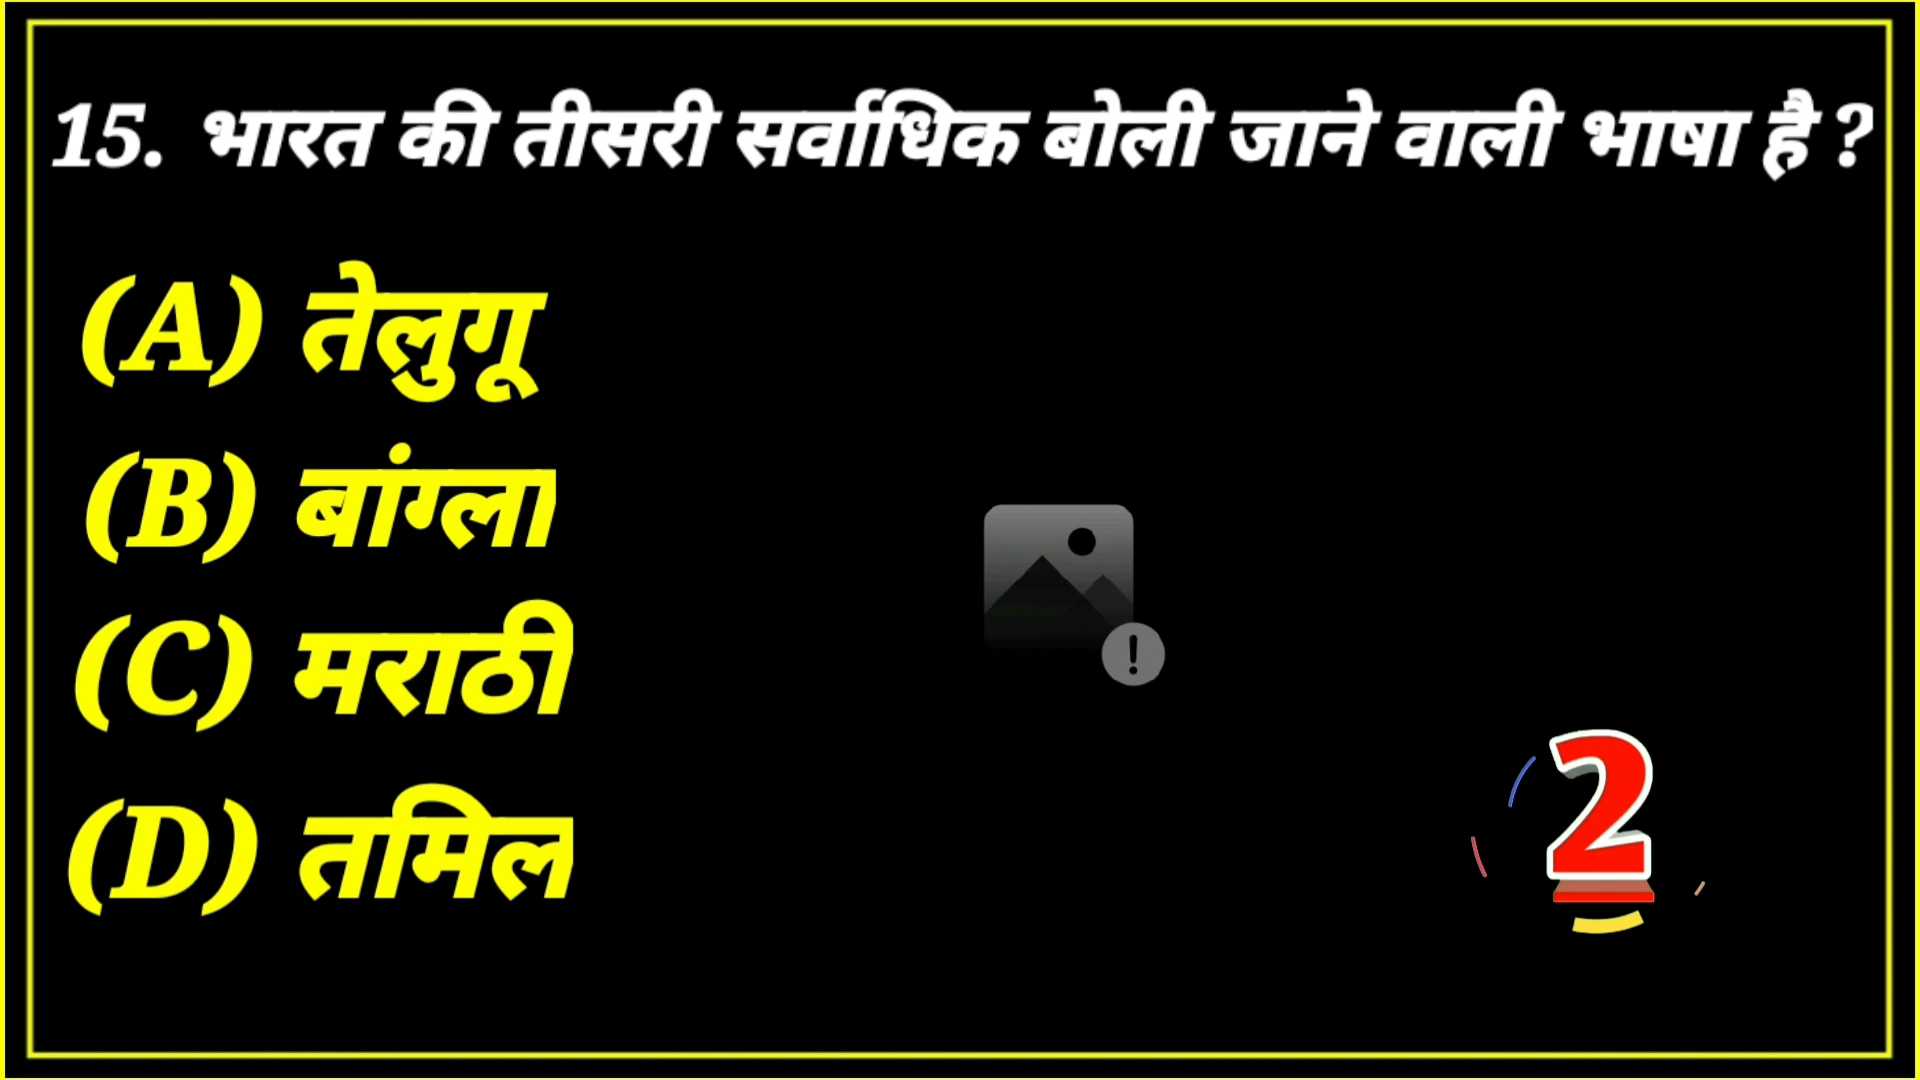 15. भारत की तीसरी सर्वाधिक बोली जाने वाली भाषा है ?
(A) तेलुगू
(B) बांग्ला
(C) मराठी
(D) तमिल
2